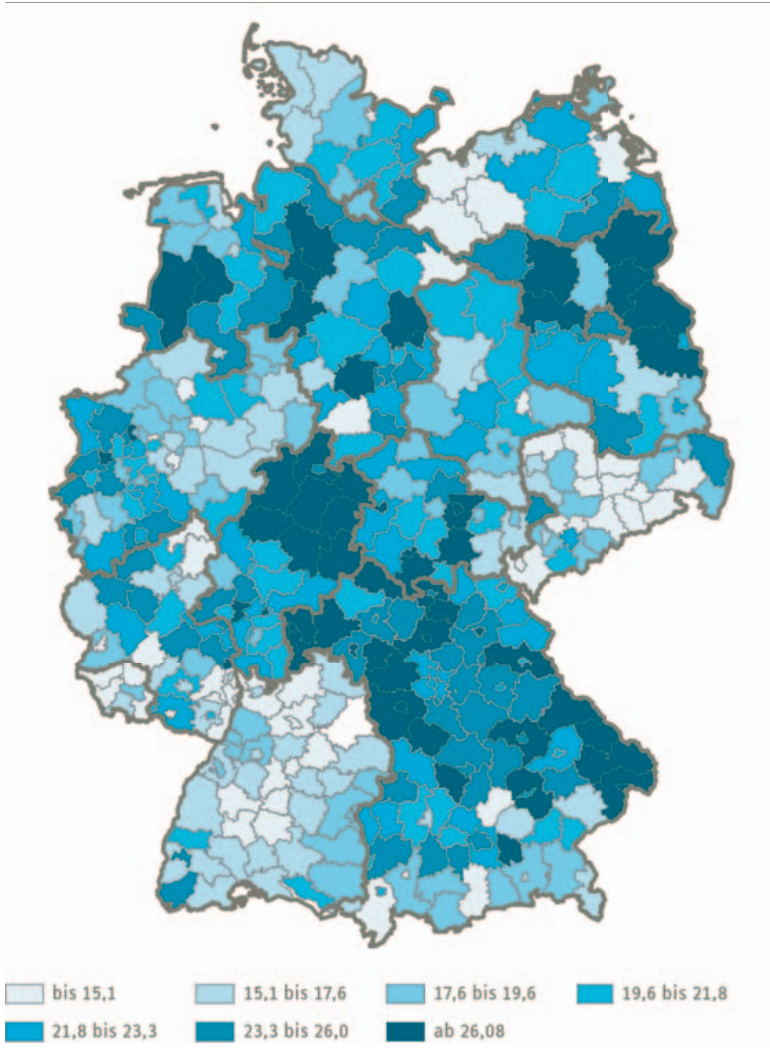 bis 15,1
15,1 bis 17,6
17,6 bis 19,6
19,6 bis 21,8
21,8 bis 23,3
23,3 bis 26,0
ab 26,08